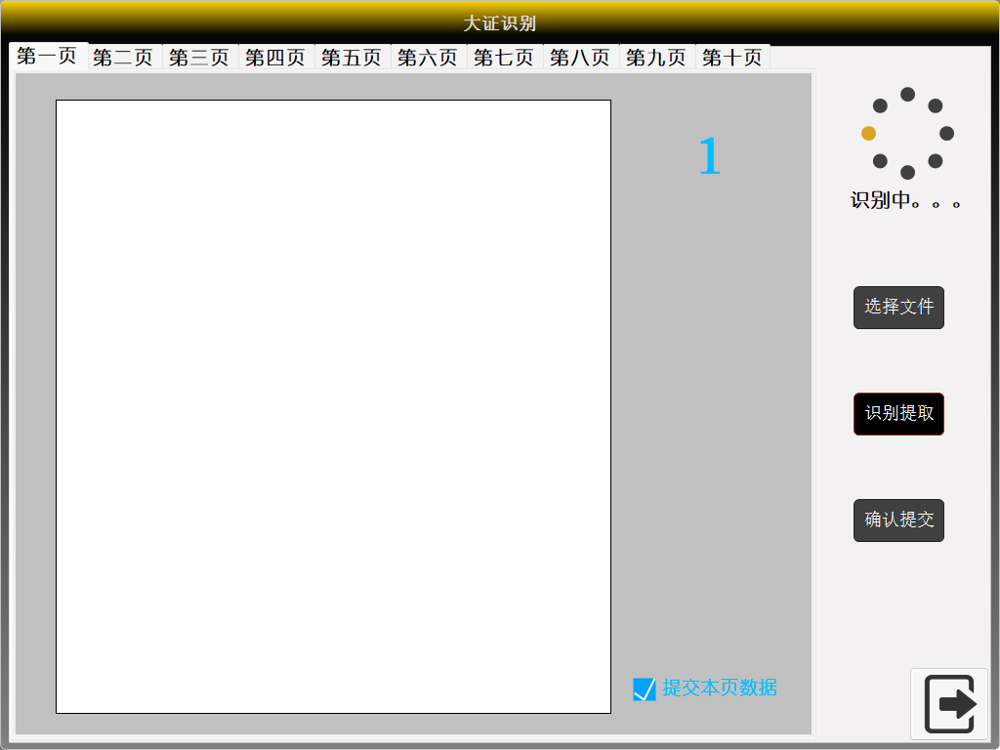 大证识别
第一页 第二页 第三页 第四页 第五页 第六页 第七页 第八页 第九页 第十页
1
识别中。。。
选择文件
识别提取
确认提交
提交本页数据